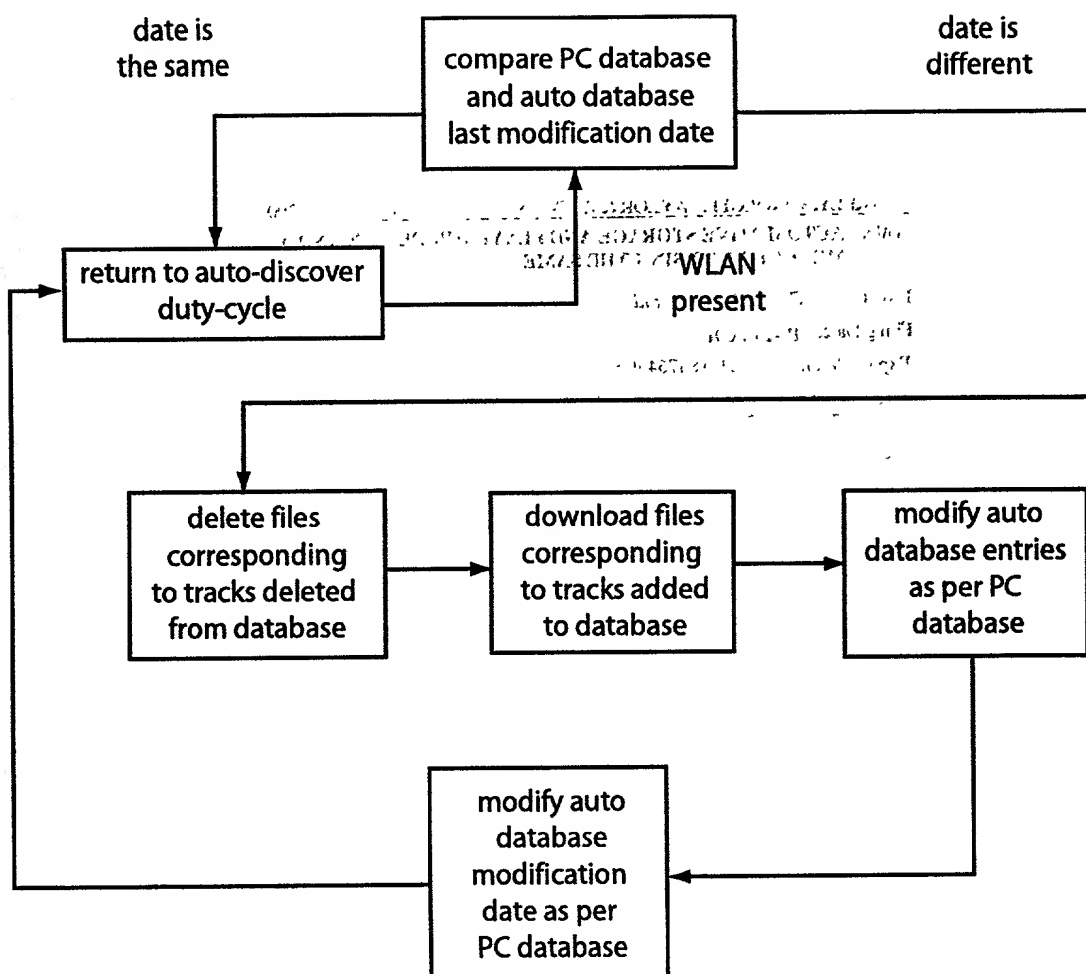 date is
the same
compare PC database
and auto database
last modification date
date is
different
return to auto-discover
duty-cycle
WLAN
present
delete files
corresponding
to tracks deleted
from database
download files
corresponding
to tracks added
to database
modify auto
database entries
as per PC
database
modify auto
database
modification
date as per
PC database